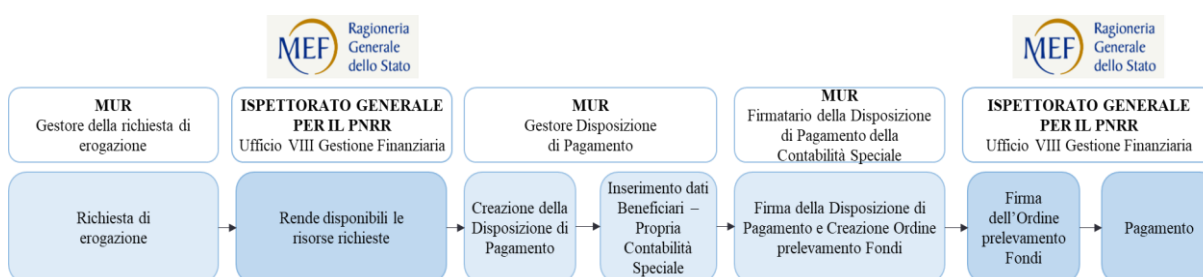 MEF
Ragioneria
Generale
dello Stato
MEF
Ragioneria
Generale
dello Stato
MUR
Gestore della richiesta di
erogazione
ISPETTORATO GENERALE
PER IL PNRR
Ufficio VIII Gestione Finanziaria
MUR
Gestore Disposizione
di Pagamento
MUR
Firmatario della Disposizione
di Pagamento della
Contabilità Speciale
ISPETTORATO GENERALE
PER IL PNRR
Ufficio VIII Gestione Finanziaria
Richiesta di
erogazione
Rende disponibili le
risorse richieste
Creazione della
Disposizione di
Pagamento
Inserimento dati
Beneficiari –
Propria
Contabilità
Speciale
Firma della Disposizione di
Pagamento e Creazione Ordine
prelevamento Fondi
Firma
dell’Ordine
prelevamento
Fondi
Pagamento